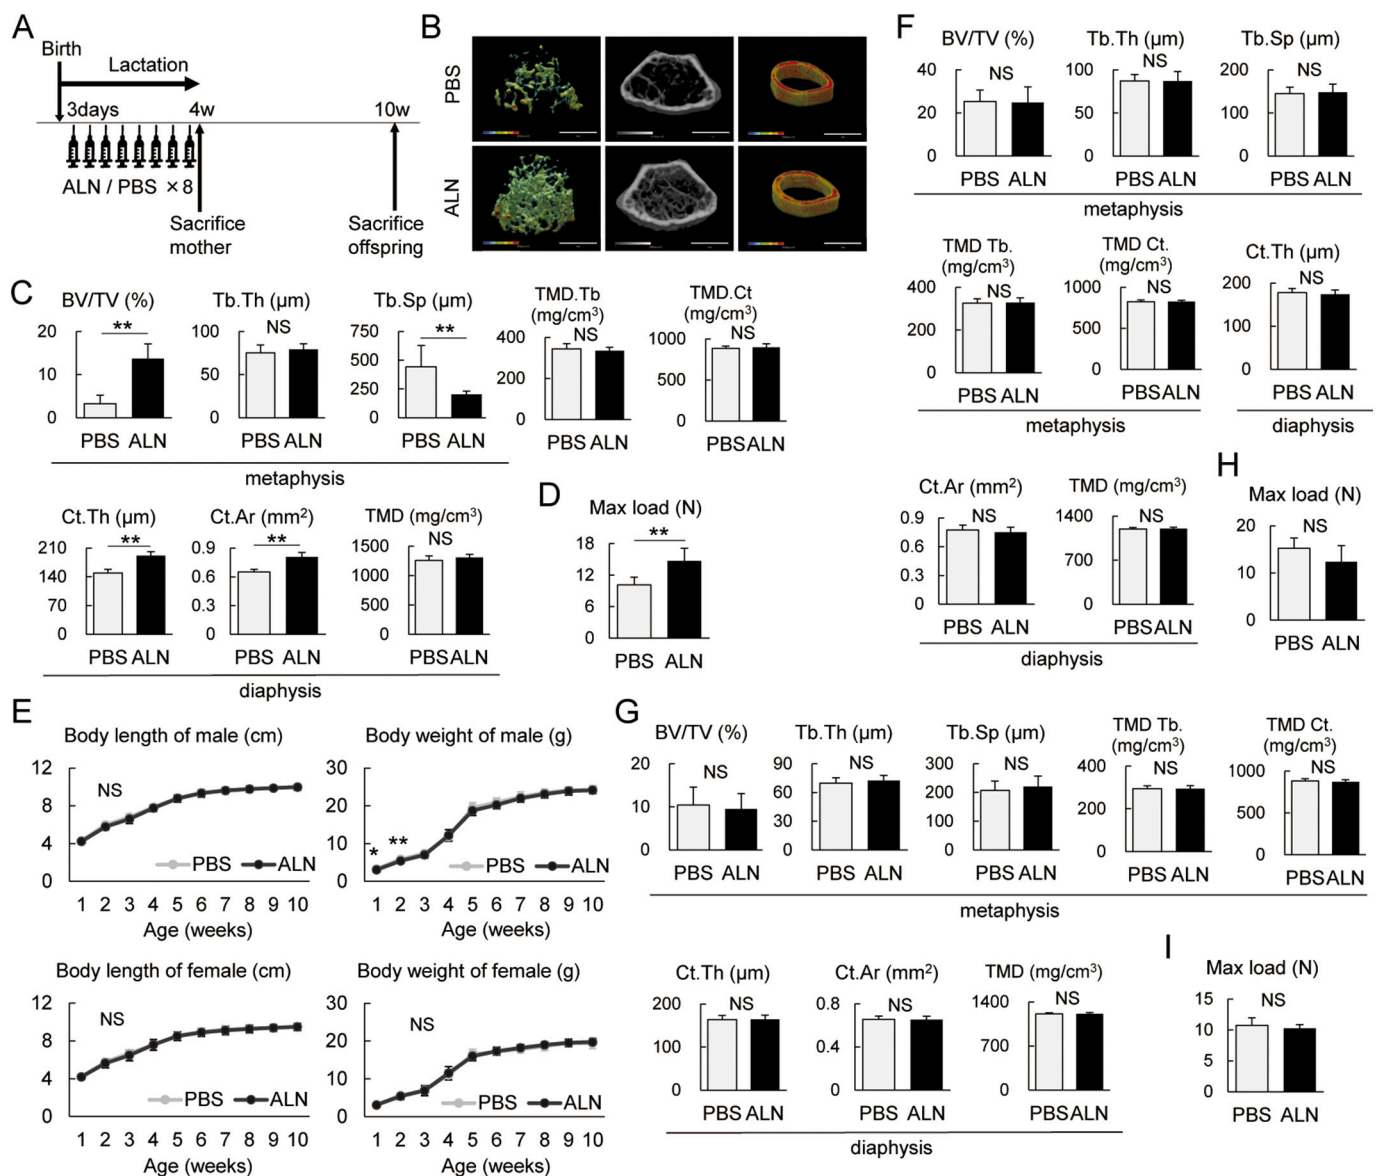 A
Birth
Lactation
3days
4w
10w
ALN / PBS ×8
Sacrifice
mother
Sacrifice
offspring
B
PBS
ALN
C
BV/TV (%)
20
10
0
**
PBS ALN
Tb.Th (µm)
100
50
0
NS
PBS ALN
Tb.Sp (µm)
750
500
250
0
**
PBS ALN
metaphysis
TMD.Tb
(mg/cm³)
400
200
0
NS
PBS ALN
TMD.Ct
(mg/cm³)
1000
500
0
NS
PBSALN
Ct.Th (µm)
210
140
70
0
**
PBS ALN
Ct.Ar (mm²)
0.9
0.6
0.3
0
**
PBS ALN
TMD (mg/cm³)
1500
1000
500
0
NS
PBSALN
diaphysis
D
Max load (N)
18
12
6
0
**
PBS ALN
E
Body length of male (cm)
12
8
4
0
NS
PBS ALN
1 2 3 4 5 6 7 8 9 10
Age (weeks)
Body weight of male (g)
30
20
10
0
* **
PBS ALN
1 2 3 4 5 6 7 8 9 10
Age (weeks)
Body length of female (cm)
12
8
4
0
NS
PBS ALN
1 2 3 4 5 6 7 8 9 10
Age (weeks)
Body weight of female (g)
30
20
10
0
NS
PBS ALN
1 2 3 4 5 6 7 8 9 10
Age (weeks)
F
BV/TV (%)
40
20
0
NS
PBS ALN
Tb.Th (µm)
100
50
0
NS
PBS ALN
Tb.Sp (µm)
200
100
0
NS
PBS ALN
metaphysis
TMD Tb.
(mg/cm³)
400
200
0
NS
PBS ALN
TMD Ct.
(mg/cm³)
1000
500
0
NS
PBS ALN
metaphysis
Ct.Th (µm)
200
100
0
NS
PBS ALN
diaphysis
Ct.Ar (mm²)
0.9
0.6
0.3
0
NS
PBS ALN
TMD (mg/cm³)
1400
700
0
NS
PBSALN
diaphysis
H
Max load (N)
20
10
0
NS
PBS ALN
G
BV/TV (%)
20
10
0
NS
PBS ALN
Tb.Th (µm)
90
60
30
0
NS
PBS ALN
Tb.Sp (µm)
300
200
100
0
NS
PBS ALN
TMD Tb.
(mg/cm³)
400
200
0
NS
PBS ALN
TMD Ct.
(mg/cm³)
1000
500
0
NS
PBSALN
metaphysis
Ct.Th (µm)
200
100
0
NS
PBS ALN
Ct.Ar (mm²)
0.8
0.4
0
NS
PBS ALN
TMD (mg/cm³)
1400
700
0
NS
PBSALN
diaphysis
I
Max load (N)
15
10
5
0
NS
PBS ALN